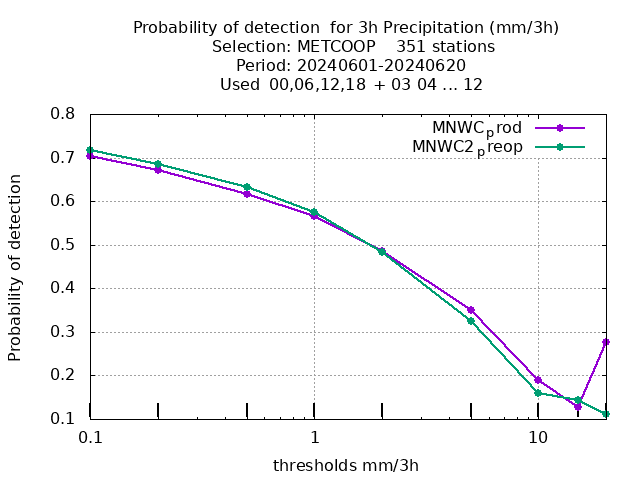 Probability of detection  for 3h Precipitation (mm/3h)
Selection: METCOOP    351 stations
Period: 20240601-20240620
Used  00,06,12,18  + 03 04 ... 12
MNWCprod
MNWC2preop
Probability of detection
0.8
0.7
0.6
0.5
0.4
0.3
0.2
0.1
0.1 1 10
thresholds mm/3h